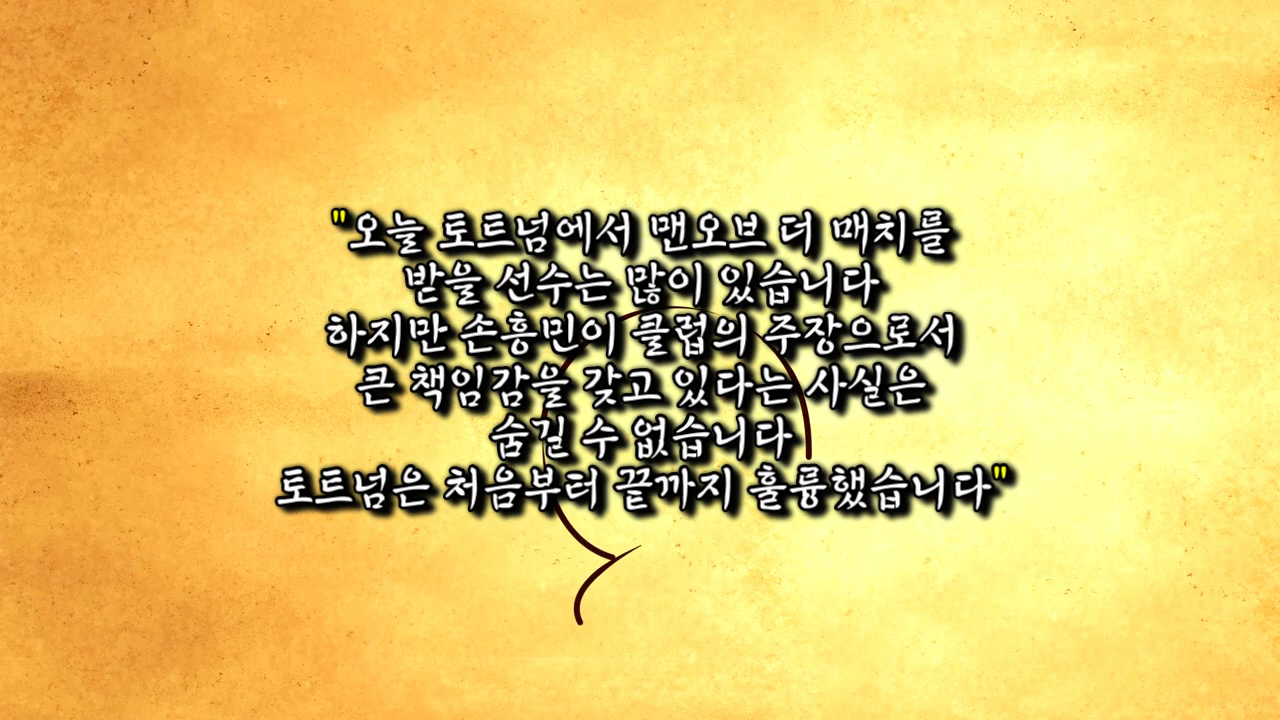 "오늘 토트넘에서 맨오브 더 매치를
받을 선수는 많이 있습니다
하지만 손흥민이 클럽의 주장으로서
큰 책임감을 갖고 있다는 사실은
숨길 수 없습니다
토트넘은 처음부터 끝까지 훌륭했습니다"